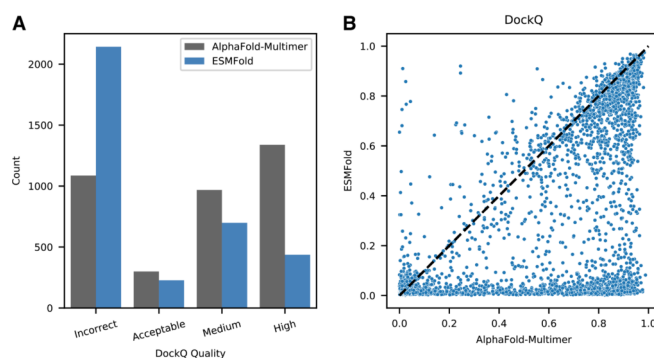 A
AlphaFold-Multimer
ESMFold
2000
1500
1000
500
0
Count
Incorrect
Acceptable
Medium
High
DockQ Quality
B
DockQ
1.0
0.8
0.6
0.4
0.2
0.0
ESMFold
0.0 0.2 0.4 0.6 0.8 1.0
AlphaFold-Multimer